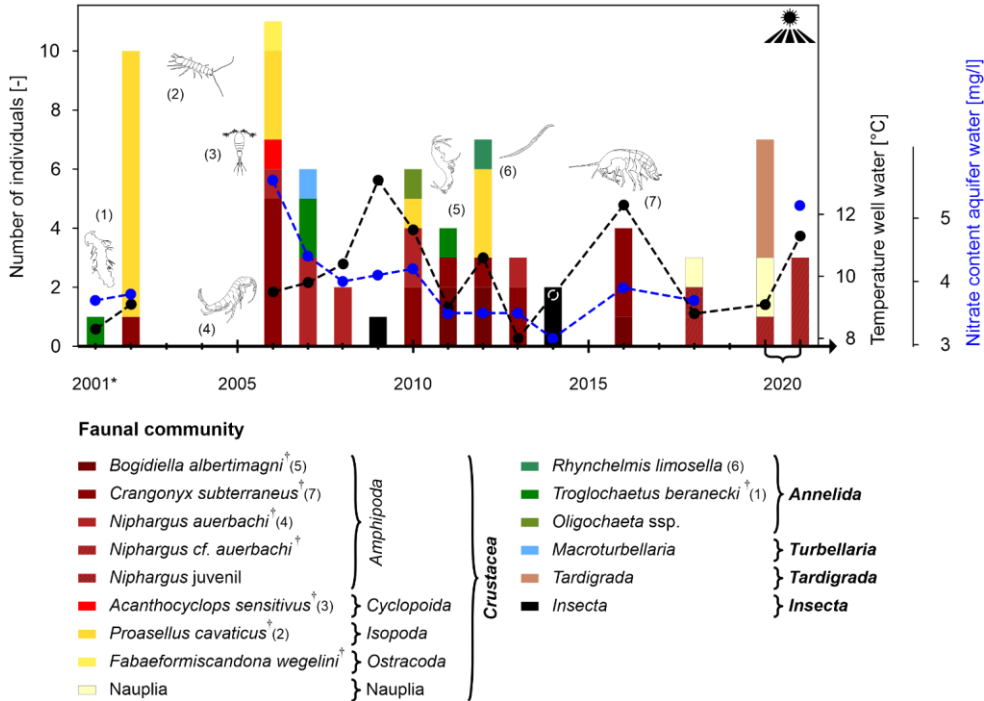 Number of individuals [-]
10
8
6
4
2
0
(1)
(2)
(3)
(4)
(5)
(6)
(7)
12
10
8
Temperature well water [°C]
5
4
3
Nitrate content aquifer water [mg/l]
2001*
2005
2010
2015
2020
Faunal community
Bogidiella albertimagni†(5)
Crangonyx subterraneus†(7)
Niphargus auerbachi†(4)
Niphargus cf. auerbachi†
Niphargus juvenil
Amphipoda
Acanthocyclops sensitivus†(3)
Cyclopoida
Proasellus cavaticus†(2)
Isopoda
Fabaeformiscandona wegelini†
Ostracoda
Nauplia
Nauplia
Crustacea
Rhynchelmis limosella (6)
Troglochaetus beranecki†(1)
Oligochaeta ssp.
Annelida
Macroturbellaria
Turbellaria
Tardigrada
Tardigrada
Insecta
Insecta